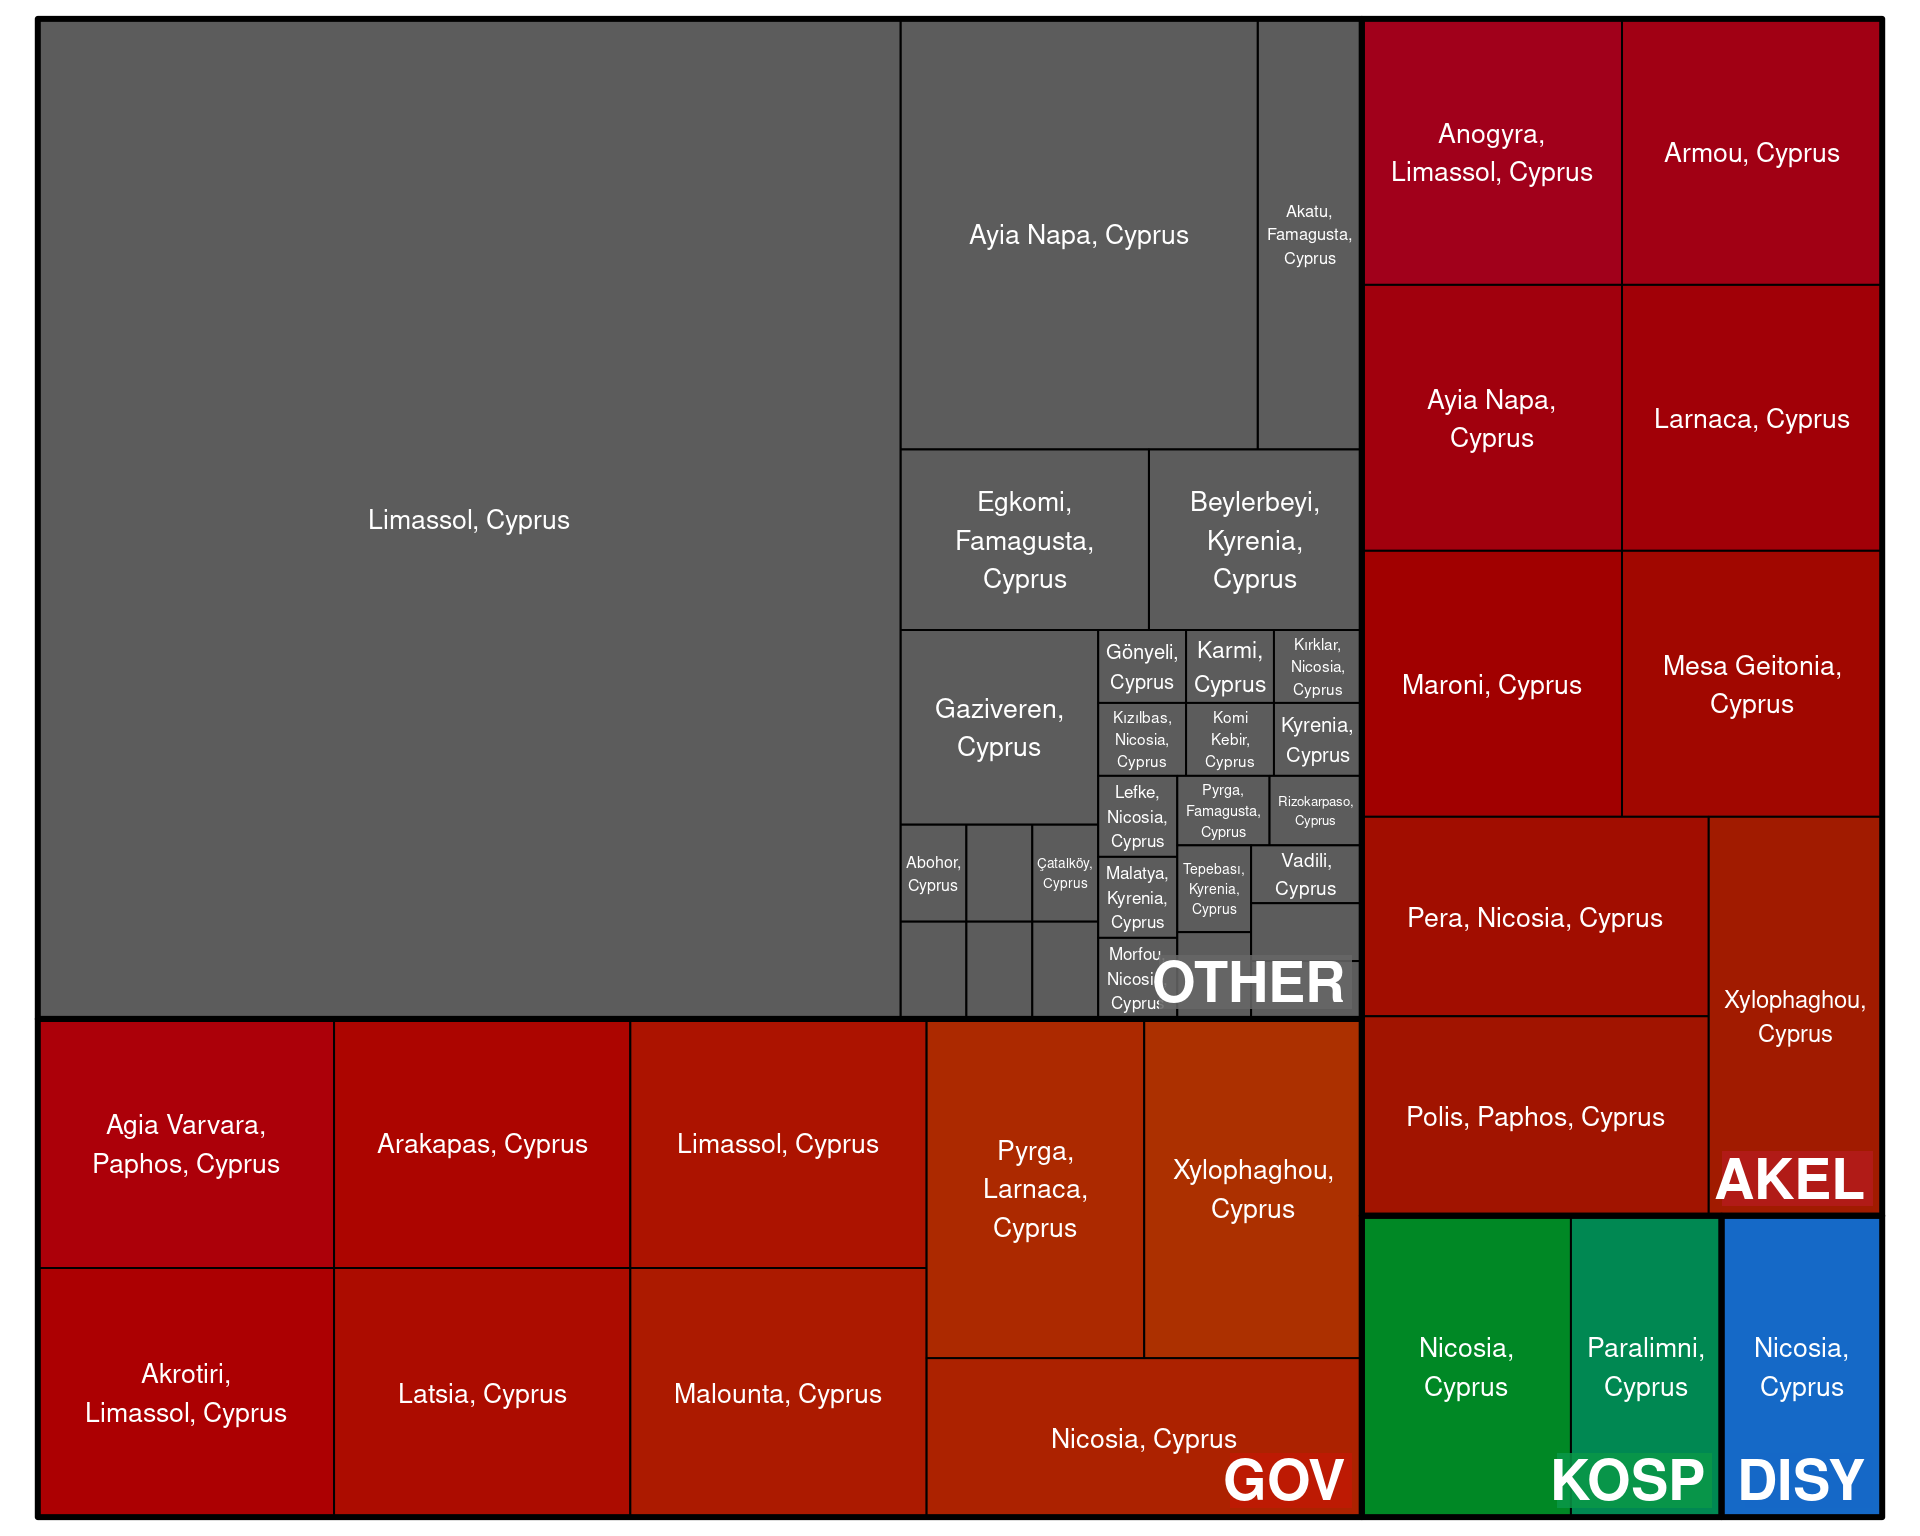 Limassol, Cyprus
Ayia Napa, Cyprus
Akatu,
Famagusta,
Cyprus
Egkomi,
Famagusta,
Cyprus
Beylerbeyi,
Kyrenia,
Cyprus
Gaziveren,
Cyprus
Gönyeli,
Cyprus
Karmi,
Cyprus
Kırklar,
Nicosia,
Cyprus
Kızılbas,
Nicosia,
Cyprus
Komi
Kebir,
Cyprus
Kyrenia,
Cyprus
Lefke,
Nicosia,
Cyprus
Pyrga,
Famagusta,
Cyprus
Rizokarpaso,
Cyprus
Abohor,
Cyprus
Çatalköy,
Cyprus
Malatya,
Kyrenia,
Cyprus
Tepebası,
Kyrenia,
Cyprus
Vadili,
Cyprus
Morfou,
Nicosia,
Cyprus
OTHER
Anogyra,
Limassol, Cyprus
Armou, Cyprus
Ayia Napa,
Cyprus
Larnaca, Cyprus
Maroni, Cyprus
Mesa Geitonia,
Cyprus
Pera, Nicosia, Cyprus
Xylophaghou,
Cyprus
Polis, Paphos, Cyprus
AKEL
Agia Varvara,
Paphos, Cyprus
Arakapas, Cyprus
Limassol, Cyprus
Pyrga,
Larnaca,
Cyprus
Xylophaghou,
Cyprus
Akrotiri,
Limassol, Cyprus
Latsia, Cyprus
Malounta, Cyprus
Nicosia, Cyprus
GOV
Nicosia,
Cyprus
Paralimni,
Cyprus
KOSP
Nicosia,
Cyprus
DISY